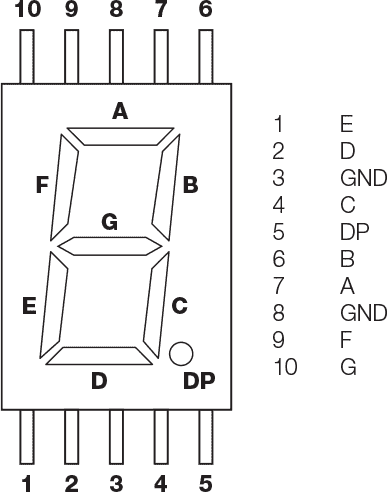 10 9 8 7 6
A
F B
G
E C
D DP
1 2 3 4 5
1 E
2 D
3 GND
4 C
5 DP
6 B
7 A
8 GND
9 F
10 G